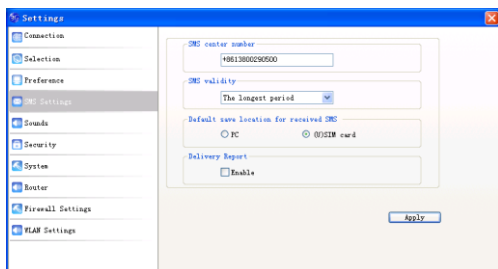 Settings
Connection
Selection
Preference
SMS Settings
Sounds
Security
System
Router
Firewall Settings
WLAN Settings
SMS center number
+8613800290500
SMS validity
The longest period
Default save location for received SMS
PC
(U)SIM card
Delivery Report
Enable
Apply